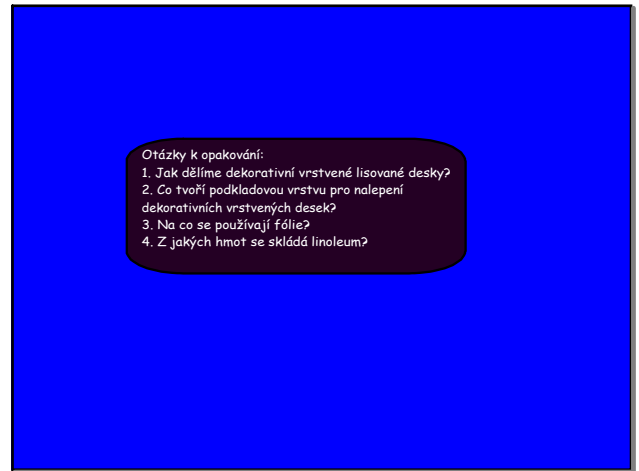 Otázky k opakování:
1. Jak dělíme dekorativní vrstvené lisované desky?
2. Co tvoří podkladovou vrstvu pro nalepení
dekorativních vrstvených desek?
3. Na co se používají fólie?
4. Z jakých hmot se skládá linoleum?